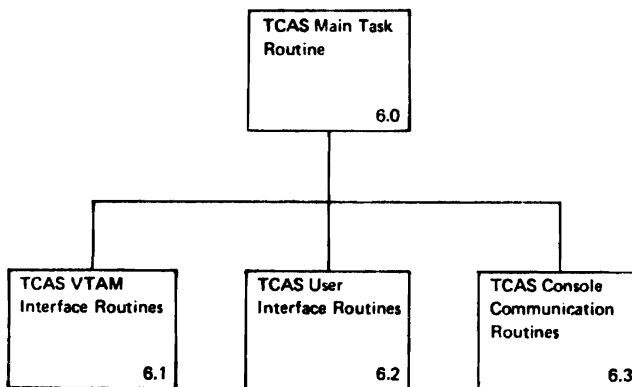 TCAS Main Task
Routine
6.0
TCAS VTAM
Interface Routines
6.1
TCAS User
Interface Routines
6.2
TCAS Console
Communication
Routines
6.3